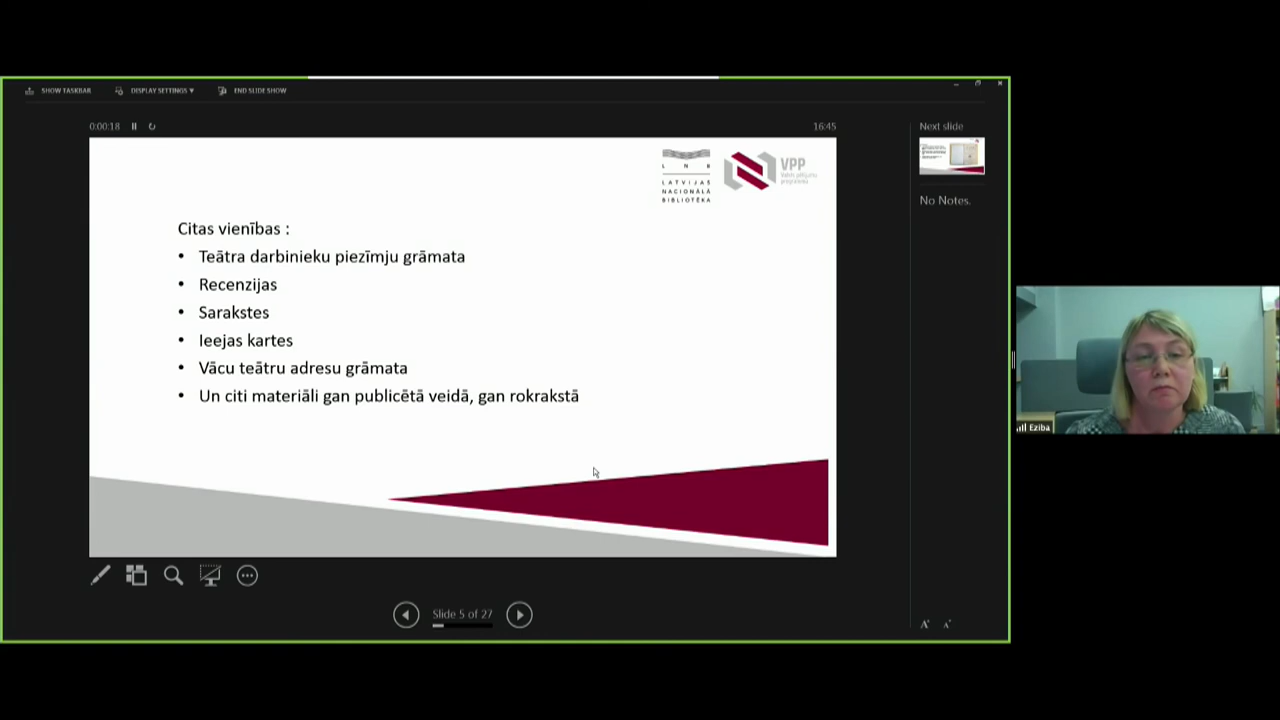 SHOW TASKBAR
DISPLAY SETTINGS ▼
END SLIDE SHOW
0:00:18
16:45
Next slide
No Notes.
L N B
LATVIJAS
NACIONĀLĀ
BIBLIOTĒKA
VPP
Valsts pētījumu
programma
Citas vienības :
• Teātra darbinieku piezīmju grāmata
• Recenzijas
• Sarakstes
• Ieejas kartes
• Vācu teātru adresu grāmata
• Un citi materiāli gan publicētā veidā, gan rokrakstā
Eziba
Slide 5 of 27